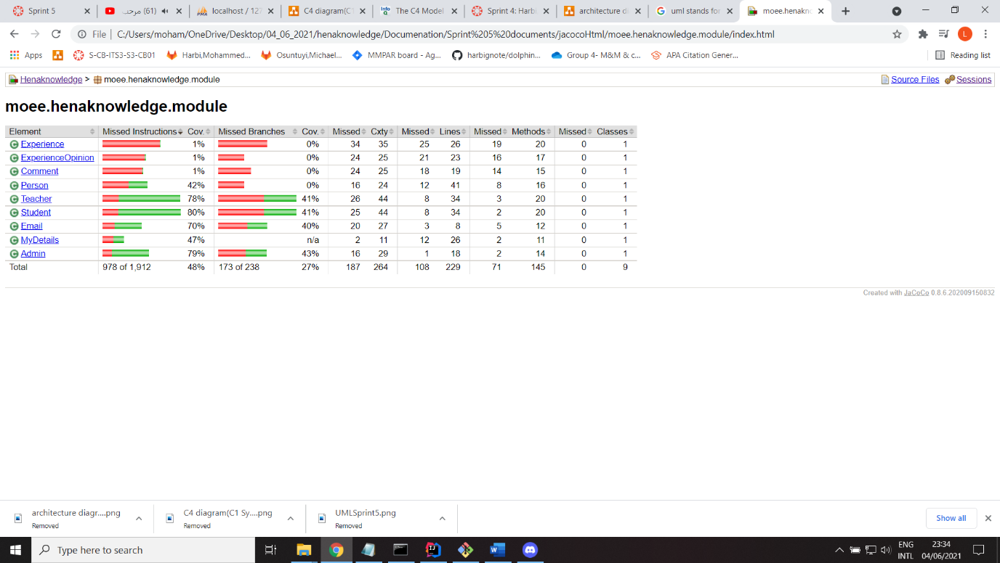 Sprint 5 (61) مرحب localhost / 127 C4 diagram(C1 The C4 Model Sprint 4: Harb architecture di uml stands for moee.henakno
File C:/Users/moham/OneDrive/Desktop/04_06_2021/henaknowledge/Documenation/Sprint%205%20documents/jacocoHtml/moee.henaknowledge.module/index.html L
Apps S-CB-ITS3-S3-CB01 Harbi,Mohammed... Osuntuyi,Michael... MMPAR board - Ag... harbignote/dolphin... Group 4- M&M & c... APA Citation Gener... Reading list
Henaknowledge > moee.henaknowledge.module Source Files Sessions
moee.henaknowledge.module
Element Missed Instructions Cov. Missed Branches Cov. Missed Cxty Missed Lines Missed Methods Missed Classes
Experience 1% 0% 34 35 25 26 19 20 0 1
ExperienceOpinion 1% 0% 24 25 21 23 16 17 0 1
Comment 1% 0% 24 25 18 19 14 15 0 1
Person 42% 0% 16 24 12 41 8 16 0 1
Teacher 78% 41% 26 44 8 34 3 20 0 1
Student 80% 41% 25 44 8 34 2 20 0 1
Email 70% 40% 20 27 3 8 5 12 0 1
MyDetails 47% n/a 2 11 12 26 2 11 0 1
Admin 79% 43% 16 29 1 18 2 14 0 1
Total 978 of 1,912 48% 173 of 238 27% 187 264 108 229 71 145 0 9
Created with JaCoCo 0.8.6.202009150832
architecture diagr....png C4 diagram(C1 Sy....png UMLSprint5.png Show all
Removed Removed Removed
Type here to search ENG 23:34
INTL 04/06/2021